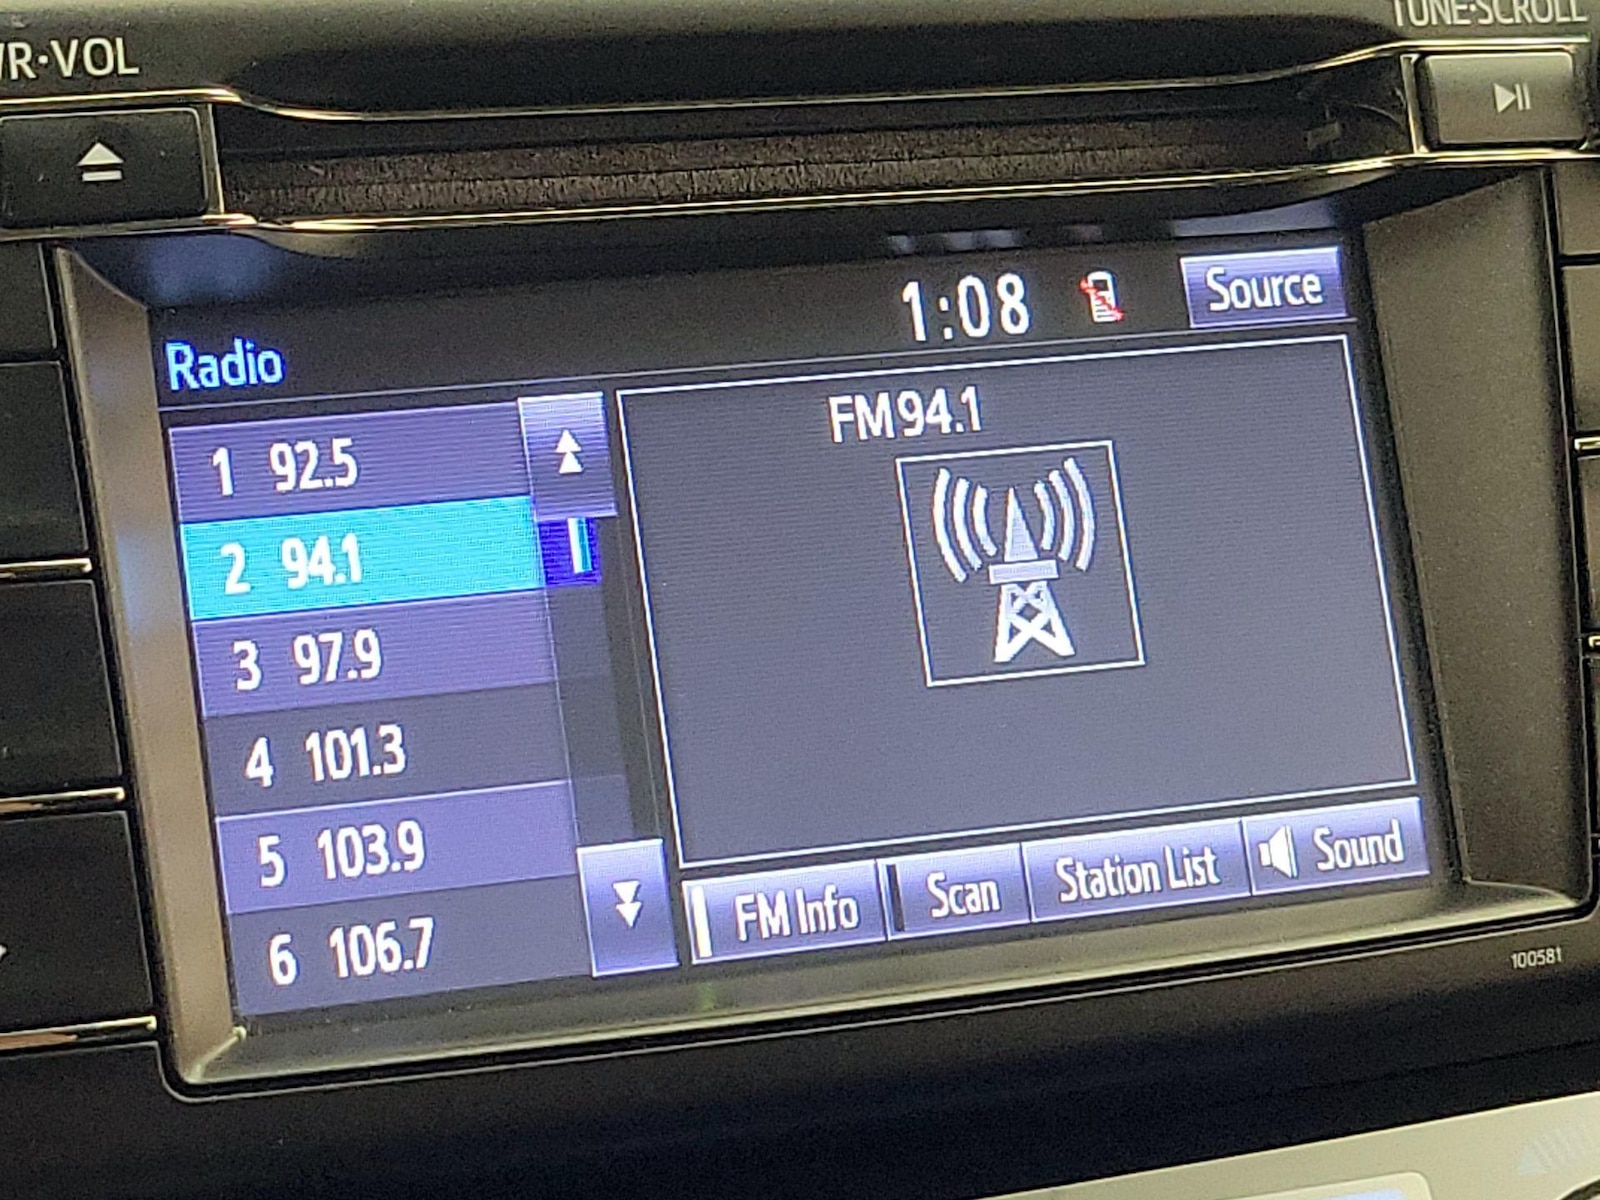 VOL
TUNE·SCROLL
1:08
Source
Radio
FM94.1
1 92.5
2 94.1
3 97.9
4 101.3
5 103.9
6 106.7
FM Info
Scan
Station List
Sound
100581